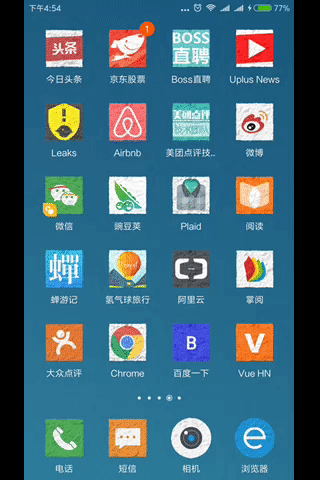 下午4:54 ... 77%
头条 1 BOSS
直聘
今日头条 京东股票 Boss直聘 Uplus News
美团点评
技术团队
Leaks Airbnb 美团点评技.. 微博
微信 豌豆荚 Plaid 阅读
蝉
蝉游记 氢气球旅行 阿里云 掌阅
B V
大众点评 Chrome 百度一下 Vue HN
电话 短信 相机 浏览器